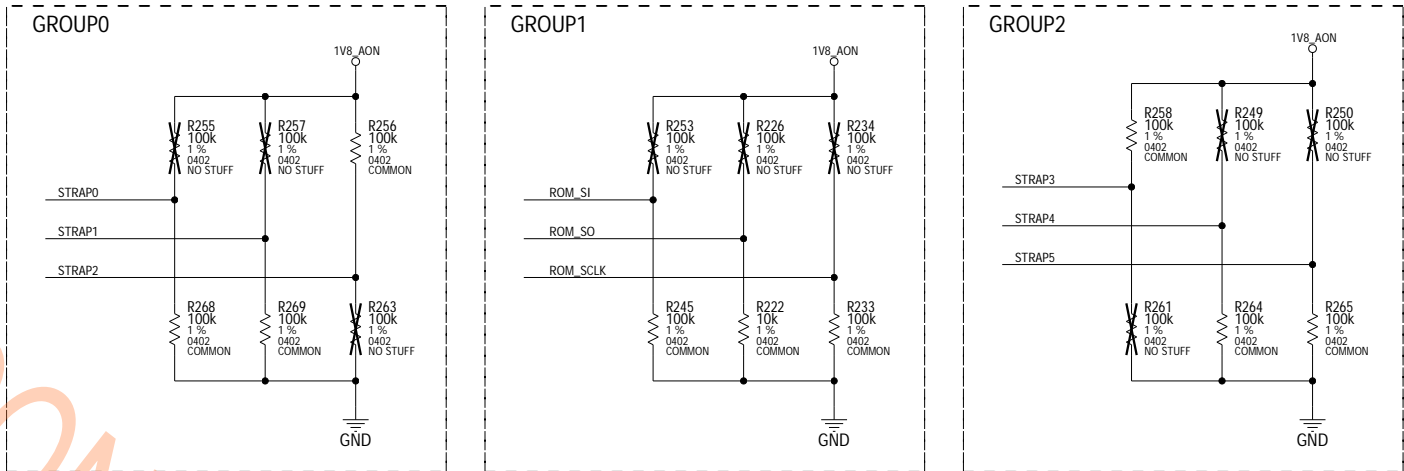 GROUP0
1V8_AON
R255
100k
1 %
0402
NO STUFF
R257
100k
1 %
0402
NO STUFF
R256
100k
1 %
0402
COMMON
STRAP0
STRAP1
STRAP2
R268
100k
1 %
0402
COMMON
R269
100k
1 %
0402
COMMON
R263
100k
1 %
0402
NO STUFF
GND
GROUP1
1V8_AON
R253
100k
1 %
0402
NO STUFF
R226
100k
1 %
0402
NO STUFF
R234
100k
1 %
0402
NO STUFF
ROM_SI
ROM_SO
ROM_SCLK
R245
100k
1 %
0402
COMMON
R222
10k
1 %
0402
COMMON
R233
100k
1 %
0402
COMMON
GND
GROUP2
1V8_AON
R258
100k
1 %
0402
COMMON
R249
100k
1 %
0402
NO STUFF
R250
100k
1 %
0402
NO STUFF
STRAP3
STRAP4
STRAP5
R261
100k
1 %
0402
NO STUFF
R264
100k
1 %
0402
COMMON
R265
100k
1 %
0402
COMMON
GND